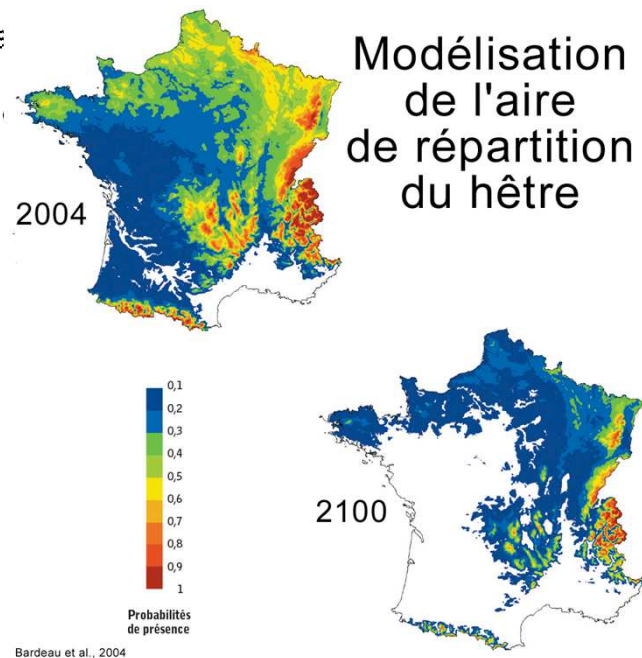 Modélisation
de l'aire
de répartition
du hêtre
2004
0,1
0,2
0,3
0,4
0,5
0,6
0,7
0,8
0,9
1
Probabilités
de présence
2100
Bardeau et al., 2004